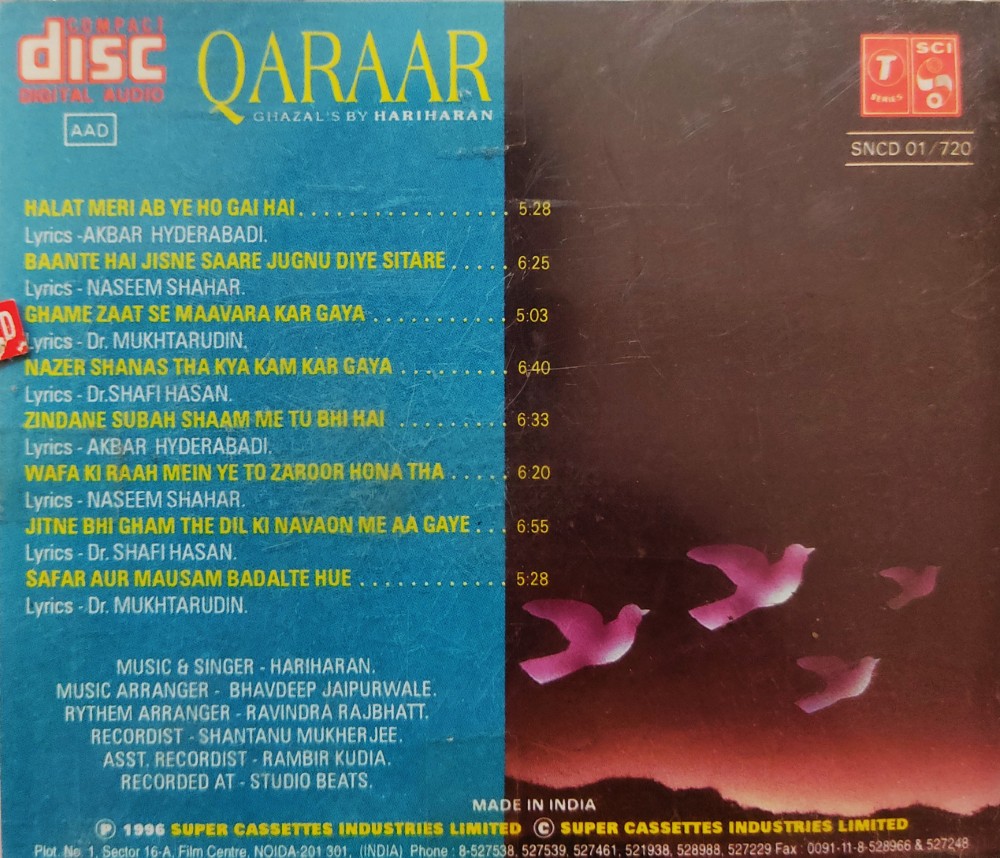 COMPACT
disc
DIGITAL AUDIO
AAD
QARAAR
GHAZAL'S BY HARIHARAN
T
SERIES
SCI
SNCD 01/720
HALAT MERI AB YE HO GAI HAI.................. 5:28
Lyrics -AKBAR HYDERABADI.
BAANTE HAI JISNE SAARE JUGNU DIYE SITARE ..... 6:25
Lyrics - NASEEM SHAHAR.
GHAME ZAAT SE MAAVARA KAR GAYA ............ 5:03
Lyrics - Dr. MUKHTARUDIN.
NAZER SHANAS THA KYA KAM KAR GAYA .......... 6:40
Lyrics - Dr.SHAFI HASAN.
ZINDANE SUBAH SHAAM ME TU BHI HAI ......... 6:33
Lyrics - AKBAR HYDERABADI.
WAFA KI RAAH MEIN YE TO ZAROOR HONA THA ..... 6:20
Lyrics - NASEEM SHAHAR.
JITNE BHI GHAM THE DIL KI NAVAON ME AA GAYE ... 6:55
Lyrics - Dr. SHAFI HASAN.
SAFAR AUR MAUSAM BADALTE HUE ............. 5:28
Lyrics - Dr. MUKHTARUDIN.
MUSIC & SINGER - HARIHARAN.
MUSIC ARRANGER - BHAVDEEP JAIPURWALE.
RYTHEM ARRANGER - RAVINDRA RAJBHATT.
RECORDIST - SHANTANU MUKHERJEE.
ASST. RECORDIST - RAMBIR KUDIA.
RECORDED AT - STUDIO BEATS.
MADE IN INDIA
Ⓟ 1996 SUPER CASSETTES INDUSTRIES LIMITED © SUPER CASSETTES INDUSTRIES LIMITED
Plot. No. 1, Sector 16-A, Film Centre, NOIDA-201 301, (INDIA) Phone : 8-527538, 527539, 527461, 521938, 528988, 527229 Fax : 0091-11-8-528966 & 527248